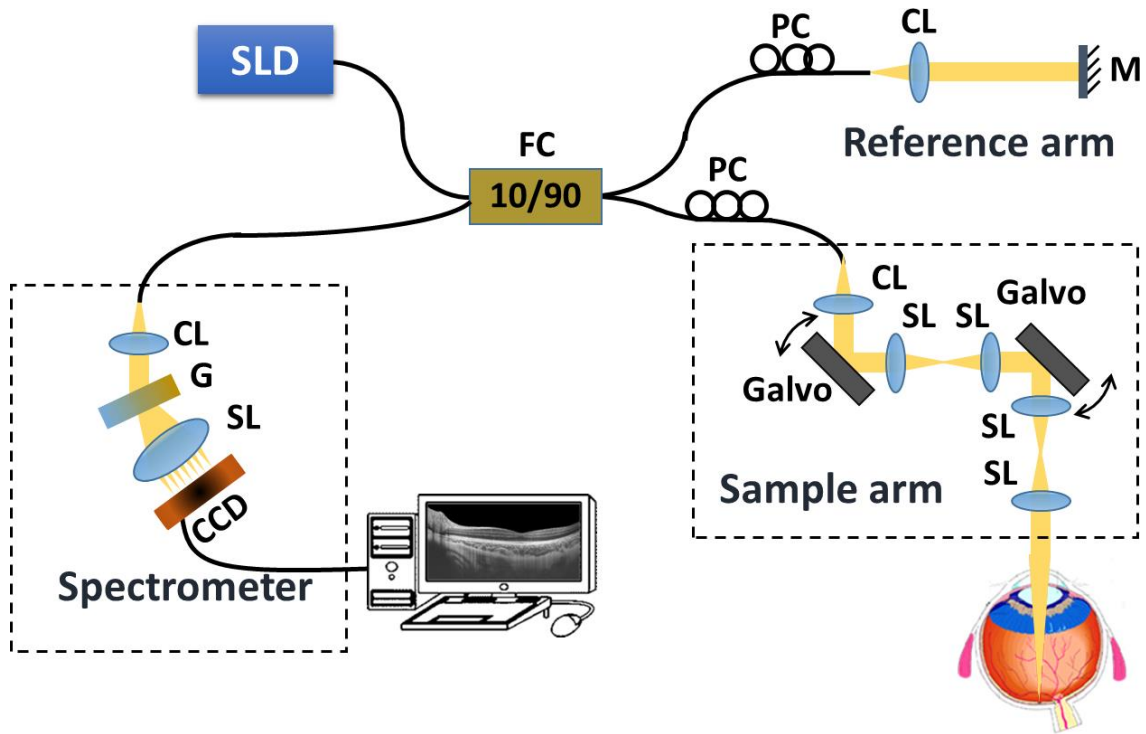 SLD
PC
CL
M
Reference arm
FC
10/90
PC
CL
SL
SL
Galvo
Galvo
SL
SL
Sample arm
CL
G
SL
CCD
Spectrometer